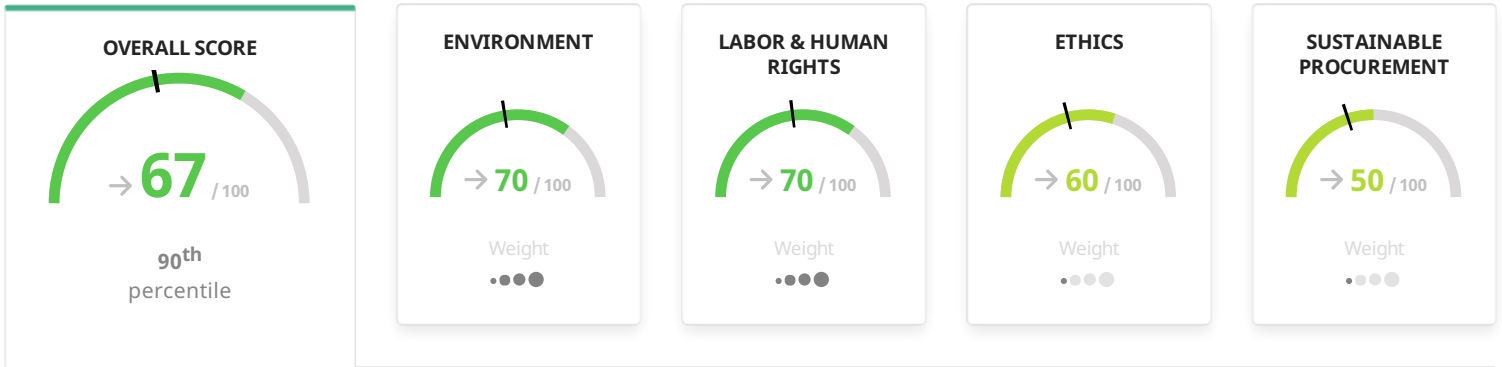 OVERALL SCORE
→ 67 / 100
90th
percentile
ENVIRONMENT
→ 70 / 100
Weight
LABOR & HUMAN
RIGHTS
→ 70 / 100
Weight
ETHICS
→ 60 / 100
Weight
SUSTAINABLE
PROCUREMENT
→ 50 / 100
Weight